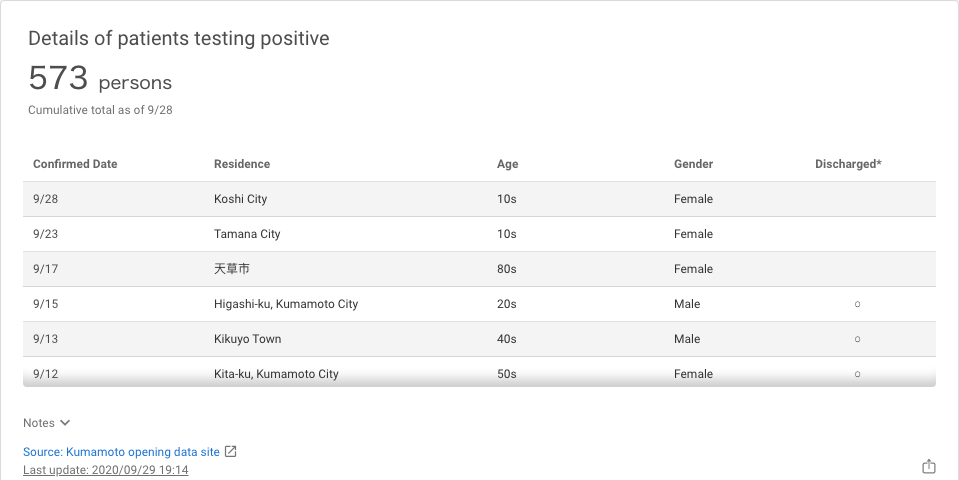 Details of patients testing positive
573 persons
Cumulative total as of 9/28
Confirmed Date Residence Age Gender Discharged*
9/28 Koshi City 10s Female
9/23 Tamana City 10s Female
9/17 天草市 80s Female
9/15 Higashi-ku, Kumamoto City 20s Male ○
9/13 Kikuyo Town 40s Male ○
9/12 Kita-ku, Kumamoto City 50s Female ○
Notes
Source: Kumamoto opening data site
Last update: 2020/09/29 19:14